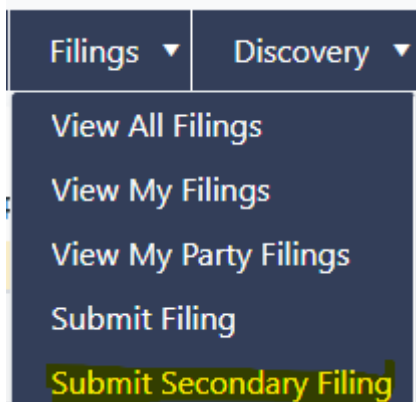 Filings ▼ Discovery ▼
View All Filings
View My Filings
View My Party Filings
Submit Filing
Submit Secondary Filing